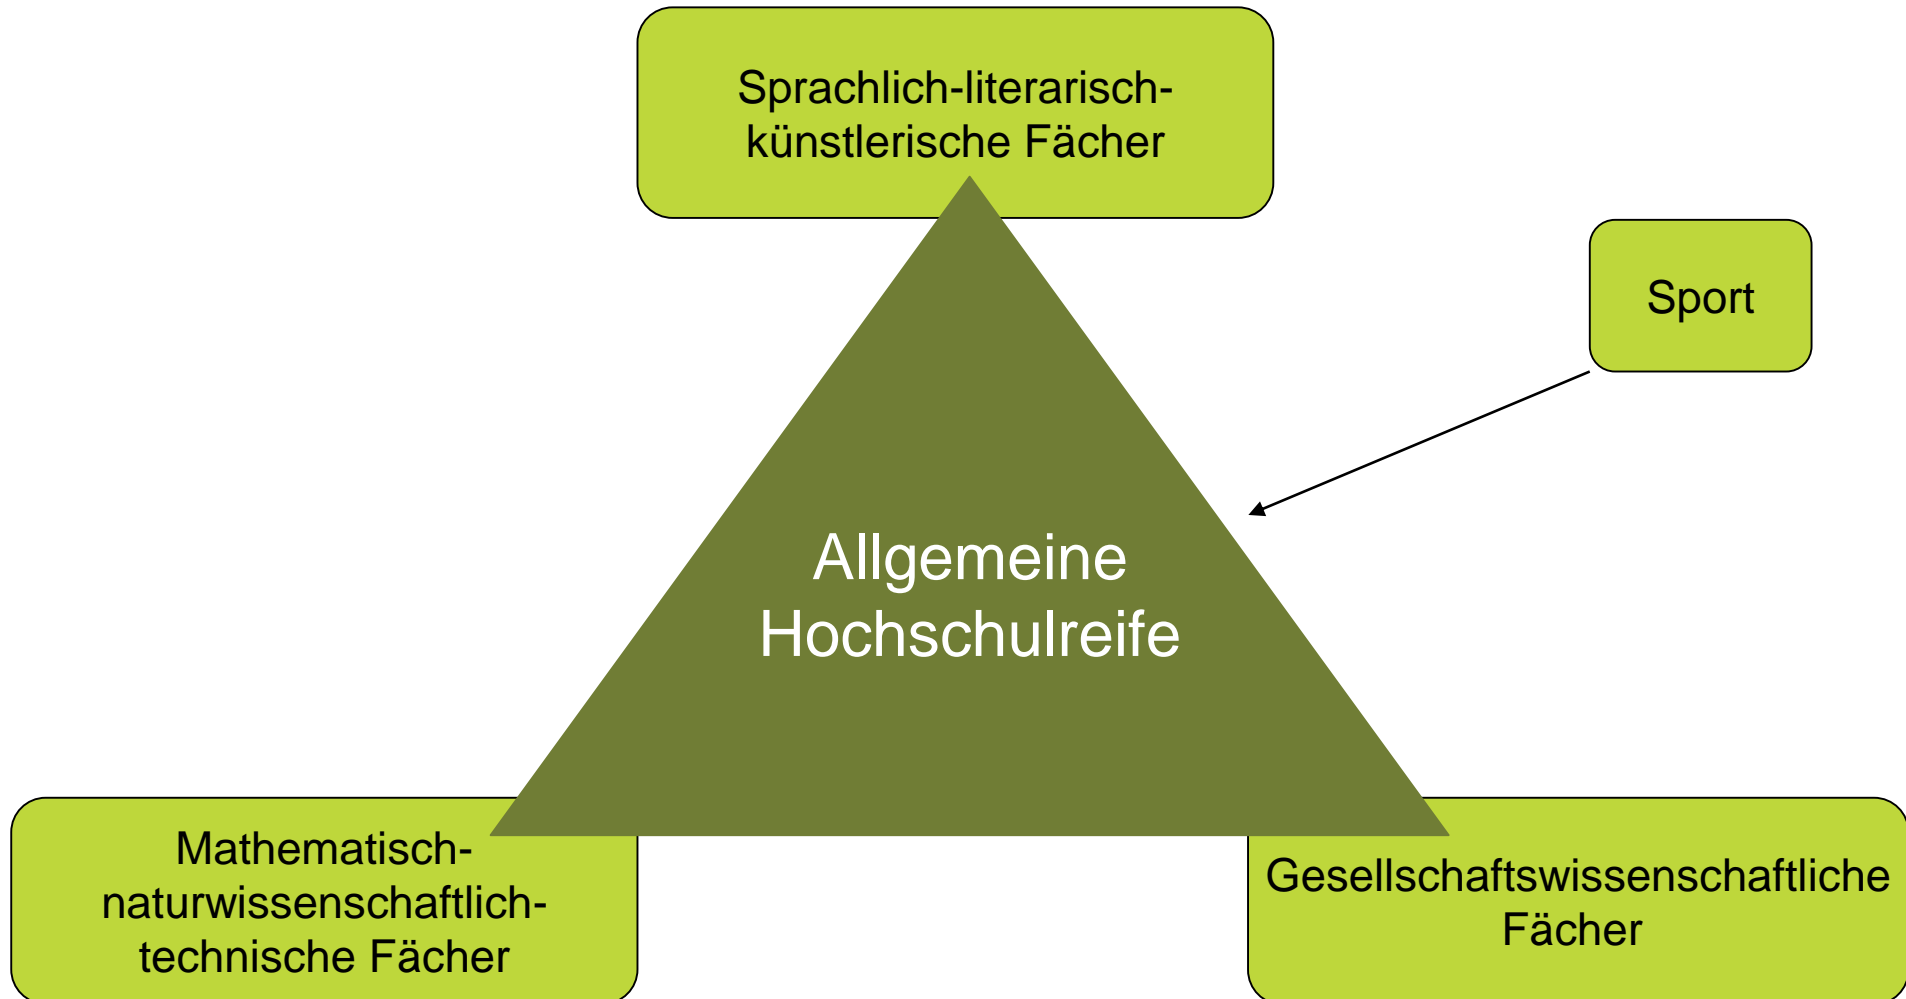 Sprachlich-literarisch-
künstlerische Fächer
Sport
Allgemeine
Hochschulreife
Mathematisch-
naturwissenschaftlich-
technische Fächer
Gesellschaftswissenschaftliche
Fächer